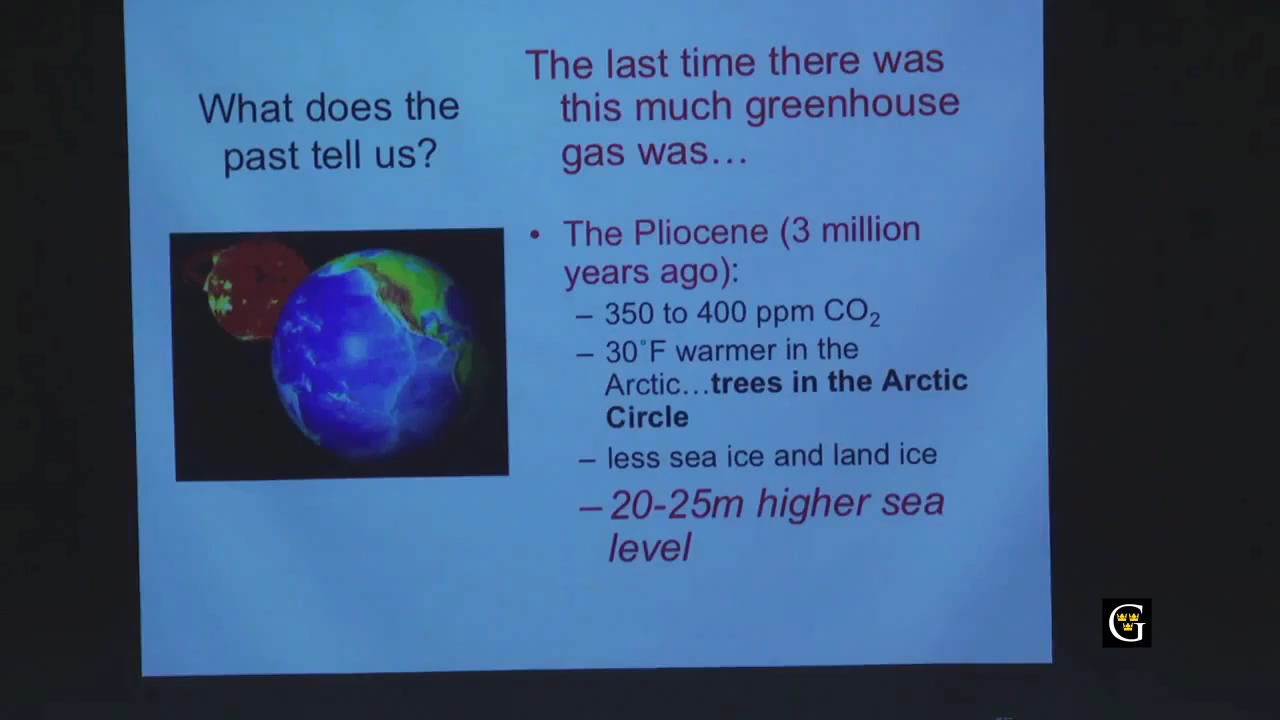 What does the
past tell us?
The last time there was
this much greenhouse
gas was…
• The Pliocene (3 million
years ago):
– 350 to 400 ppm CO₂
– 30˚F warmer in the
Arctic…trees in the Arctic
Circle
– less sea ice and land ice
– 20-25m higher sea
level
G